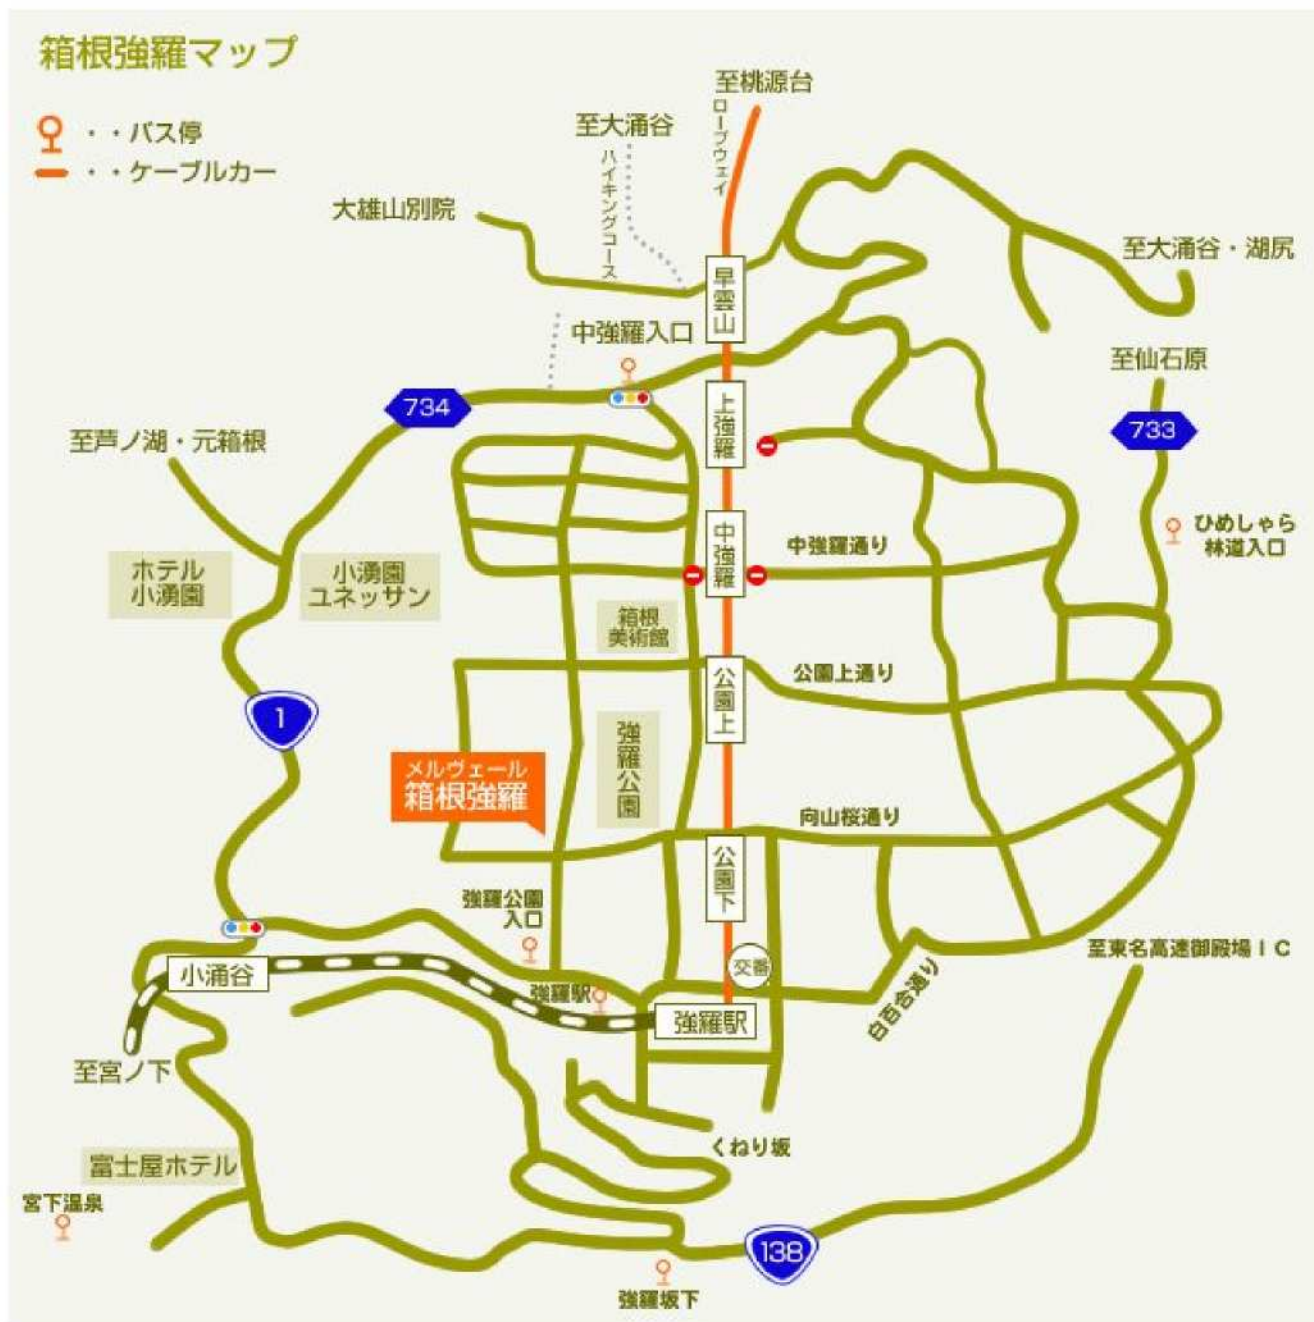 箱根強羅マップ
・・バス停
・・ケーブルカー
至桃源台
ロープウェイ
至大涌谷
ハイキングコース
大雄山別院
早雲山
至大涌谷・湖尻
中強羅入口
至仙石原
734
上強羅
733
至芦ノ湖・元箱根
ひめしゃら
林道入口
中強羅
中強羅通り
ホテル
小湧園
小湧園
ユネッサン
箱根
美術館
公園上
公園上通り
1
強羅公園
メルヴェール
箱根強羅
向山桜通り
公園下
強羅公園
入口
交番
至東名高速御殿場IC
小涌谷
強羅駅
強羅駅
白百合通り
至宮ノ下
くねり坂
富士屋ホテル
宮下温泉
138
強羅坂下